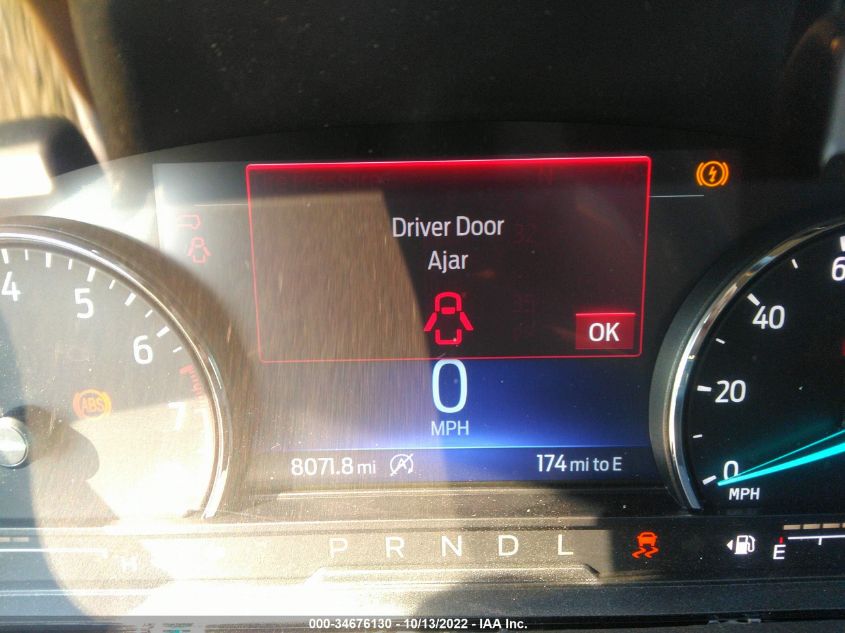 Driver Door
Ajar
OK
0
MPH
8071.8 mi
174 mi to E
4
5
6
7
ABS
6
40
20
0
MPH
H
P R N D L
E
000-34676130 - 10/13/2022 - IAA Inc.